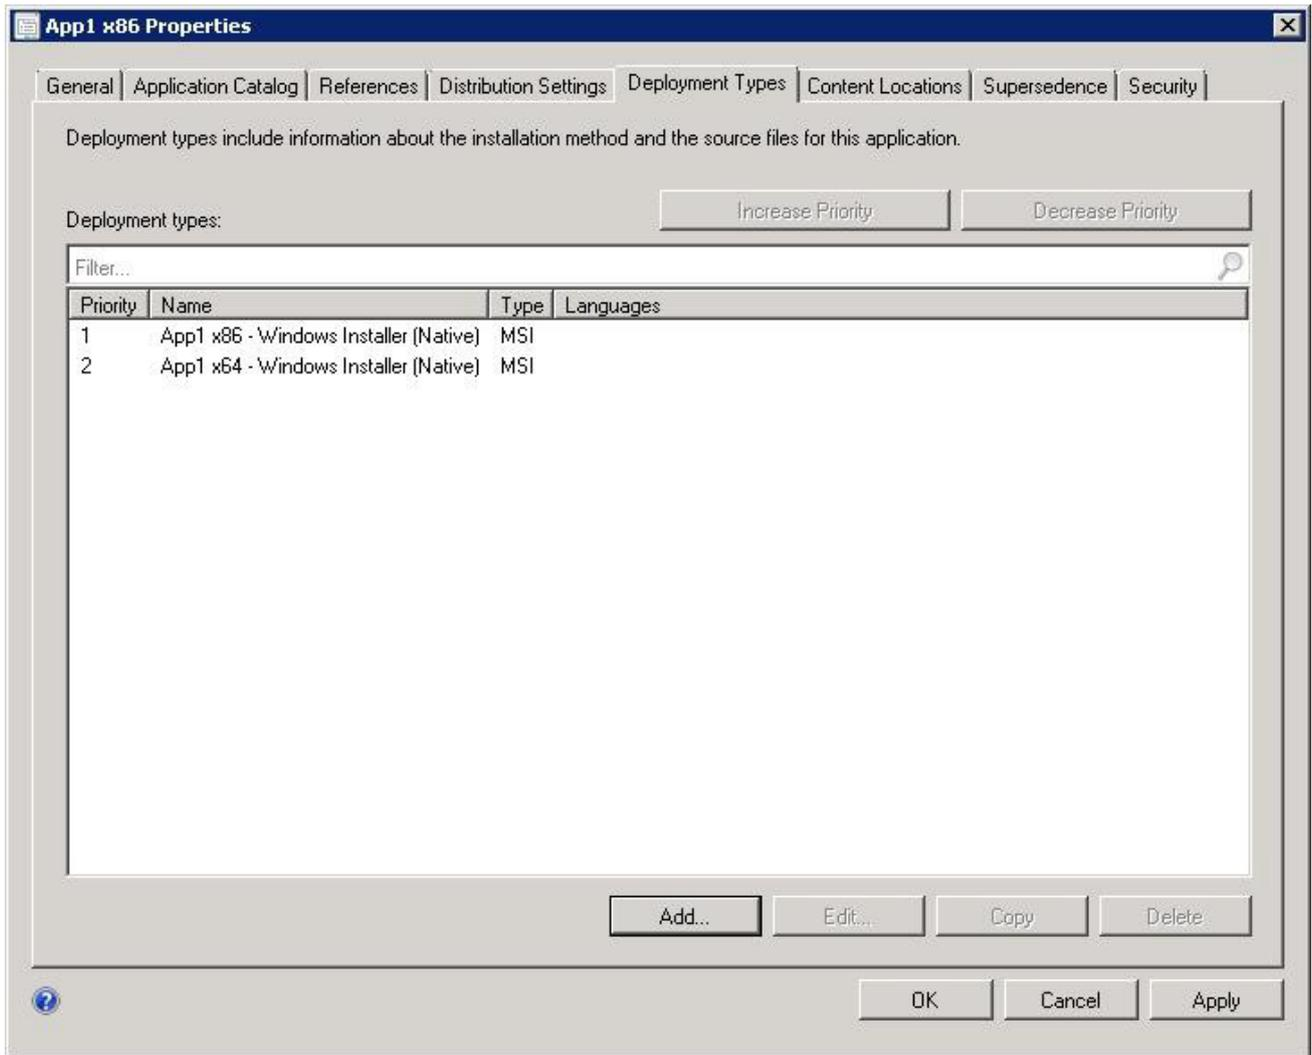 App1 x86 Properties
General Application Catalog References Distribution Settings Deployment Types Content Locations Supersedence Security
Deployment types include information about the installation method and the source files for this application.
Increase Priority Decrease Priority
Deployment types:
Filter...
Priority Name Type Languages
1 App1 x86 - Windows Installer (Native) MSI
2 App1 x64 - Windows Installer (Native) MSI
Add... Edit... Copy Delete
? OK Cancel Apply